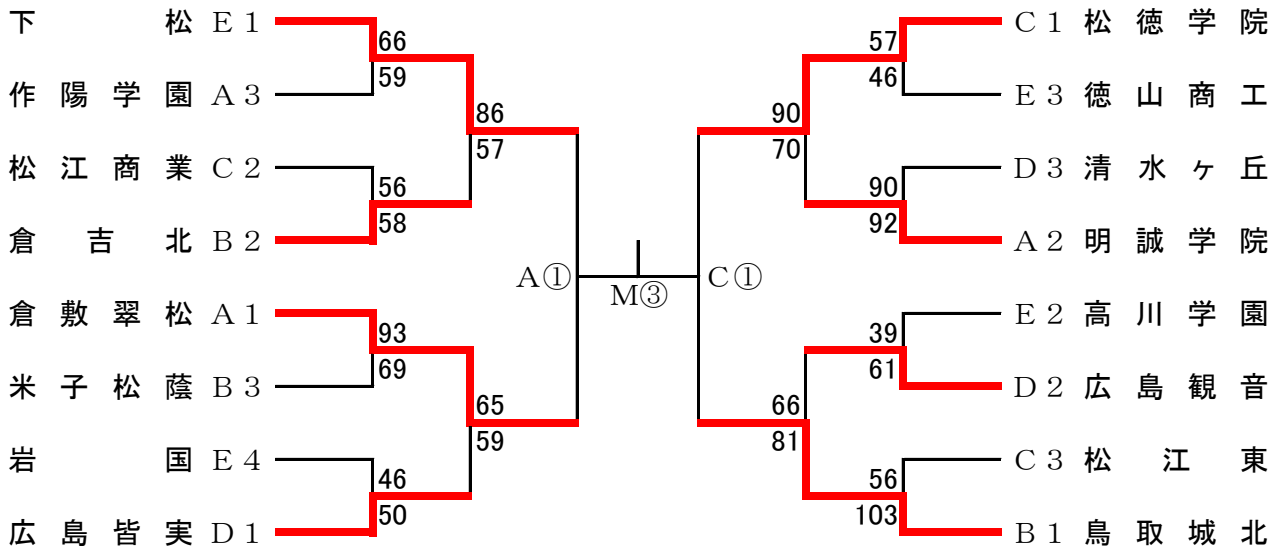 下松 E1
66
59
作陽学園 A3
86
57
松江商業 C2
56
58
倉吉北 B2
A①
倉敷翠松 A1
93
69
米子松蔭 B3
65
59
岩国 E4
46
50
広島皆実 D1
M③
C1 松徳学院
57
46
E3 徳山商工
90
70
D3 清水ヶ丘
90
92
A2 明誠学院
C①
E2 高川学園
39
61
D2 広島観音
66
81
C3 松江東
56
103
B1 鳥取城北